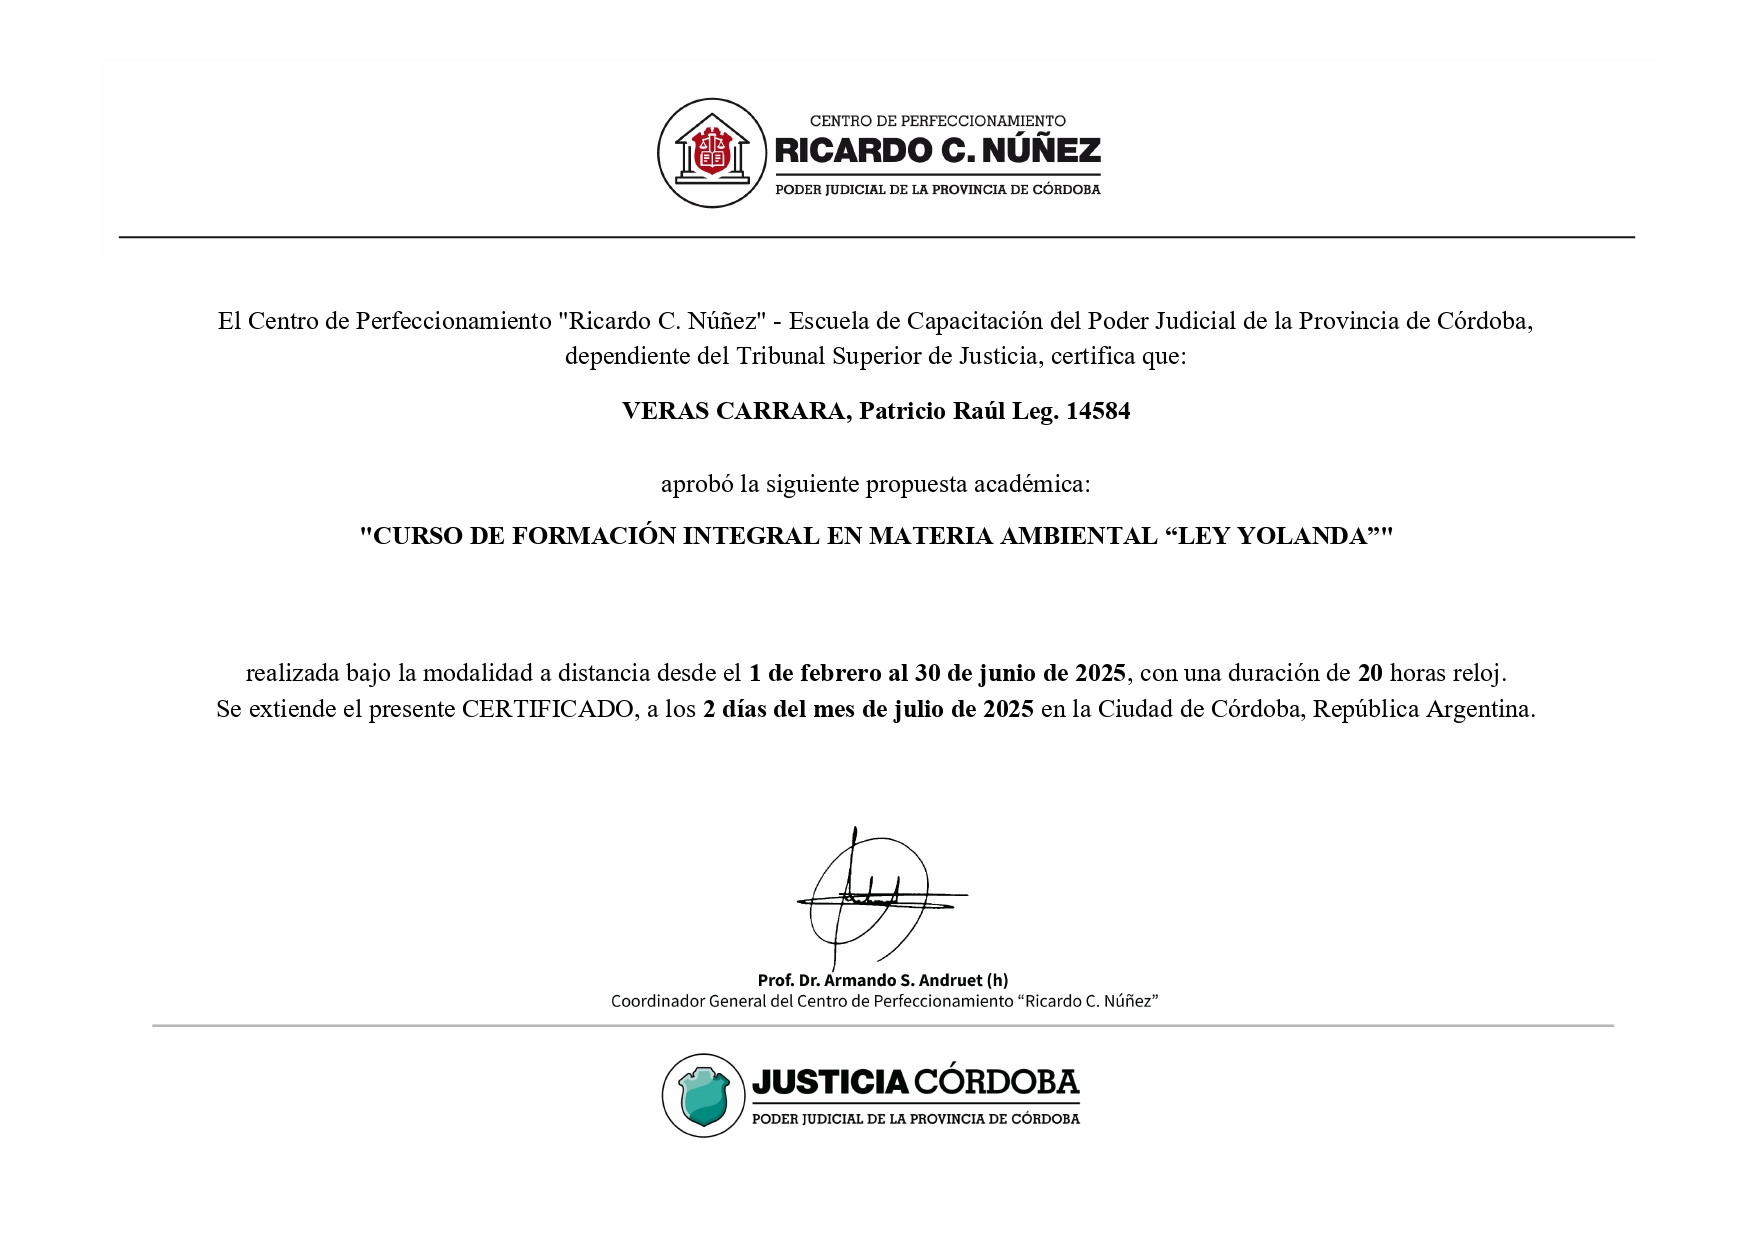 CENTRO DE PERFECCIONAMIENTO
RICARDO C. NÚÑEZ
PODER JUDICIAL DE LA PROVINCIA DE CÓRDOBA
El Centro de Perfeccionamiento "Ricardo C. Núñez" - Escuela de Capacitación del Poder Judicial de la Provincia de Córdoba,
dependiente del Tribunal Superior de Justicia, certifica que:
VERAS CARRARA, Patricio Raúl Leg. 14584
aprobó la siguiente propuesta académica:
"CURSO DE FORMACIÓN INTEGRAL EN MATERIA AMBIENTAL “LEY YOLANDA”"
realizada bajo la modalidad a distancia desde el 1 de febrero al 30 de junio de 2025, con una duración de 20 horas reloj.
Se extiende el presente CERTIFICADO, a los 2 días del mes de julio de 2025 en la Ciudad de Córdoba, República Argentina.
Prof. Dr. Armando S. Andruet (h)
Coordinador General del Centro de Perfeccionamiento “Ricardo C. Núñez”
JUSTICIA CÓRDOBA
PODER JUDICIAL DE LA PROVINCIA DE CÓRDOBA